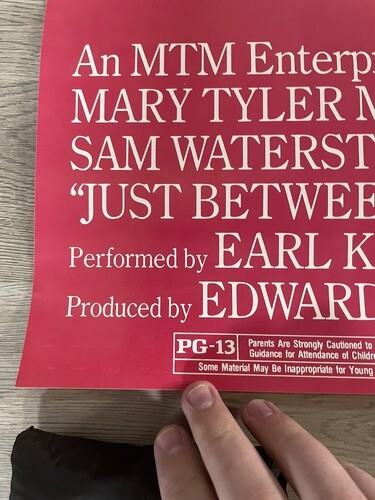 An MTM Enterpri
MARY TYLER M
SAM WATERST
“JUST BETWEE
Performed by EARL K
Produced by EDWARD
PG-13 Parents Are Strongly Cautioned to
Guidance for Attendance of Childre
Some Material May Be Inappropriate for Young